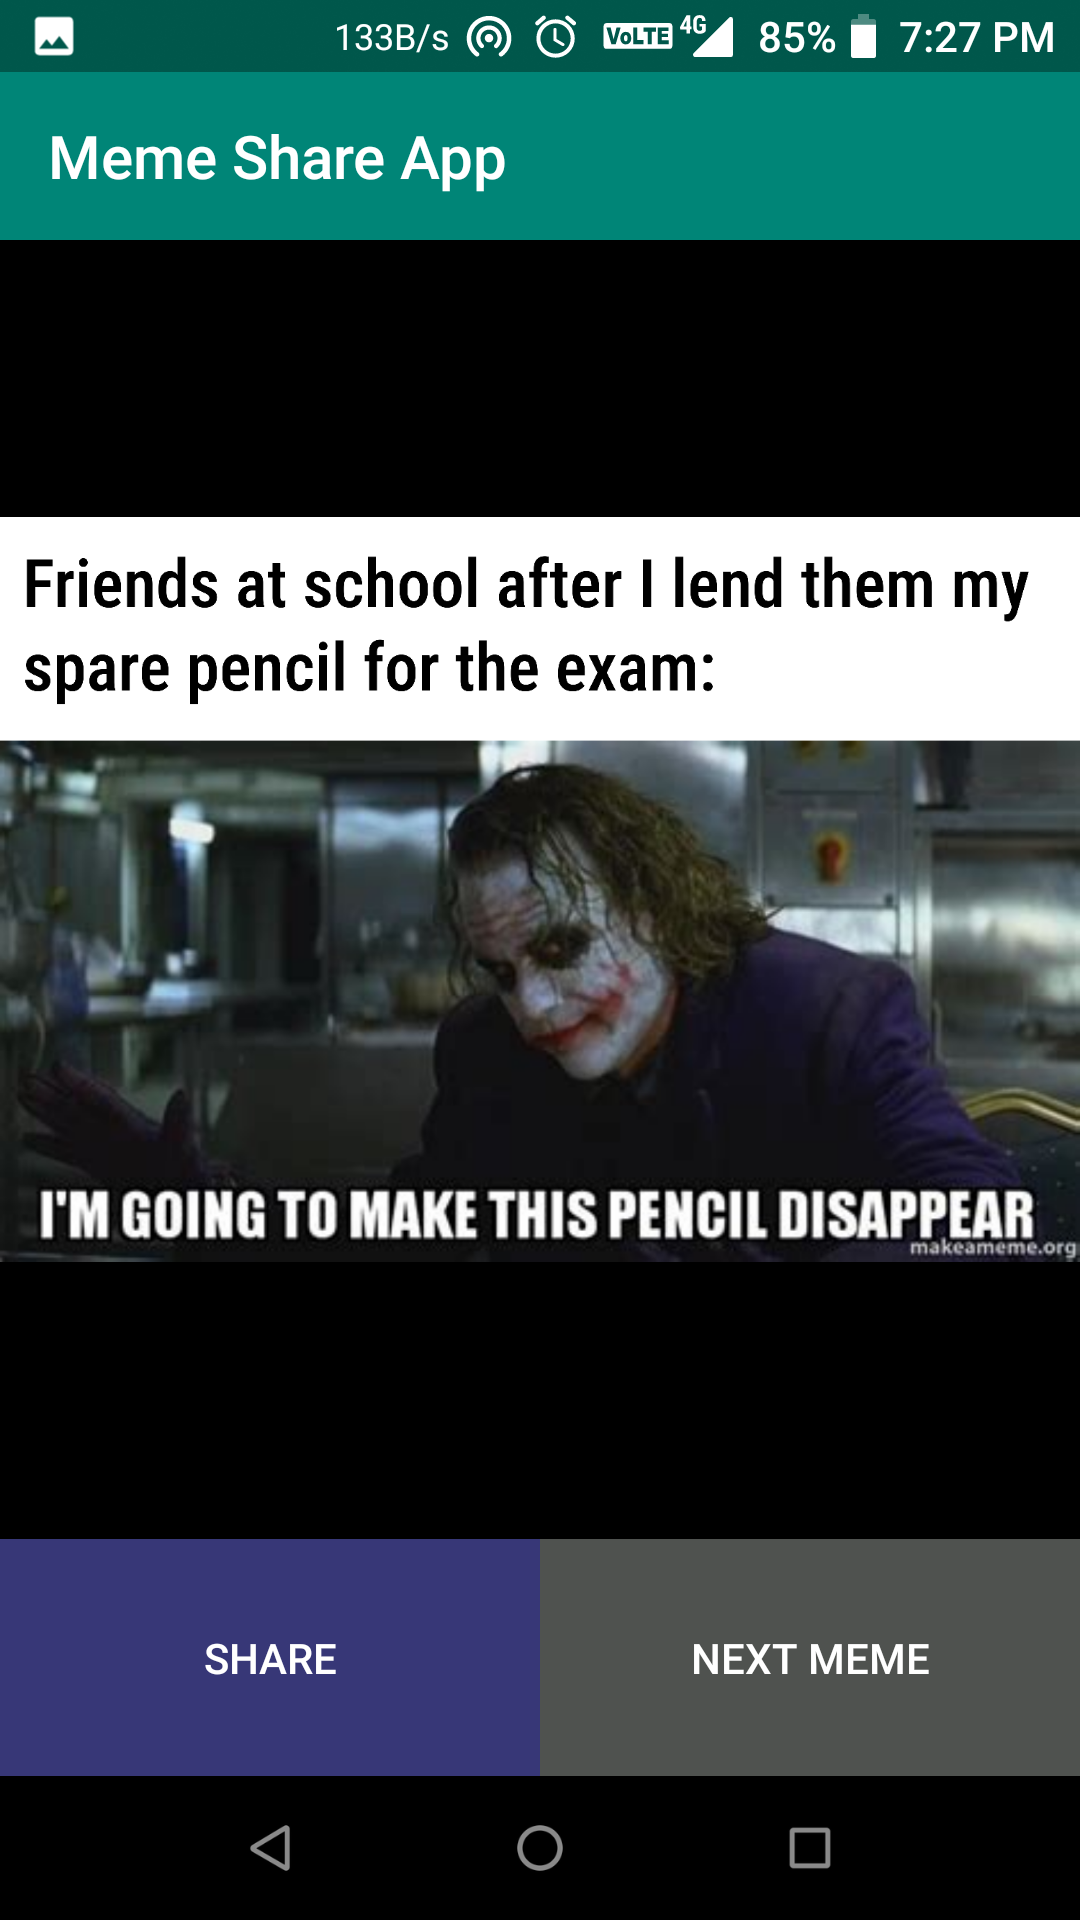 133B/s VoLTE 4G 85% 7:27 PM
Meme Share App
Friends at school after I lend them my
spare pencil for the exam:
I'M GOING TO MAKE THIS PENCIL DISAPPEAR
makeameme.org
SHARE NEXT MEME